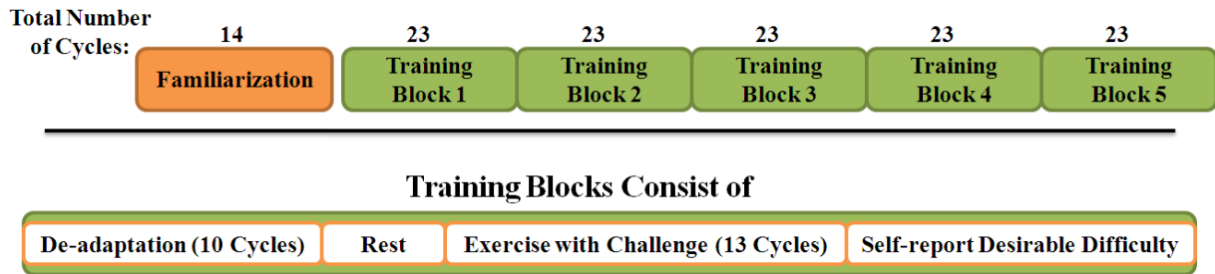 Total Number
of Cycles:
14
23
23
23
23
23
Familiarization
Training
Block 1
Training
Block 2
Training
Block 3
Training
Block 4
Training
Block 5
Training Blocks Consist of
De-adaptation (10 Cycles)
Rest
Exercise with Challenge (13 Cycles)
Self-report Desirable Difficulty